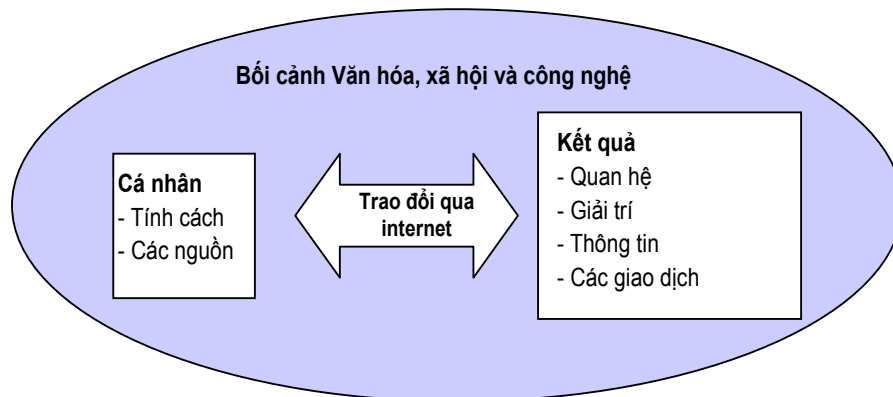 Bối cảnh Văn hóa, xã hội và công nghệ
Cá nhân
- Tính cách
- Các nguồn
Trao đổi qua
internet
Kết quả
- Quan hệ
- Giải trí
- Thông tin
- Các giao dịch